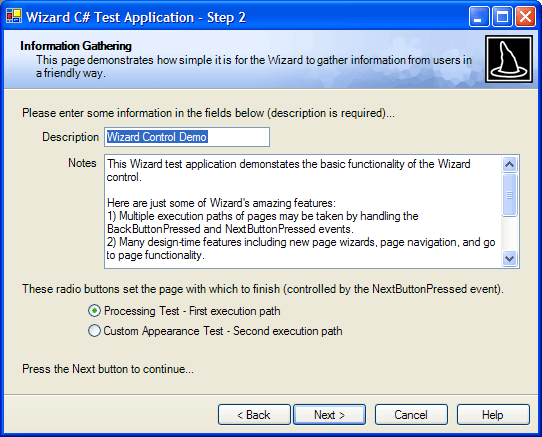 Wizard C# Test Application - Step 2
Information Gathering
This page demonstrates how simple it is for the Wizard to gather information from users in
a friendly way.
Please enter some information in the fields below (description is required)...
Description Wizard Control Demo
Notes This Wizard test application demonstates the basic functionality of the Wizard
control.
Here are just some of Wizard's amazing features:
1) Multiple execution paths of pages may be taken by handling the
BackButtonPressed and NextButtonPressed events.
2) Many design-time features including new page wizards, page navigation, and go
to page functionality.
These radio buttons set the page with which to finish (controlled by the NextButtonPressed event).
Processing Test - First execution path
Custom Appearance Test - Second execution path
Press the Next button to continue...
< Back Next > Cancel Help